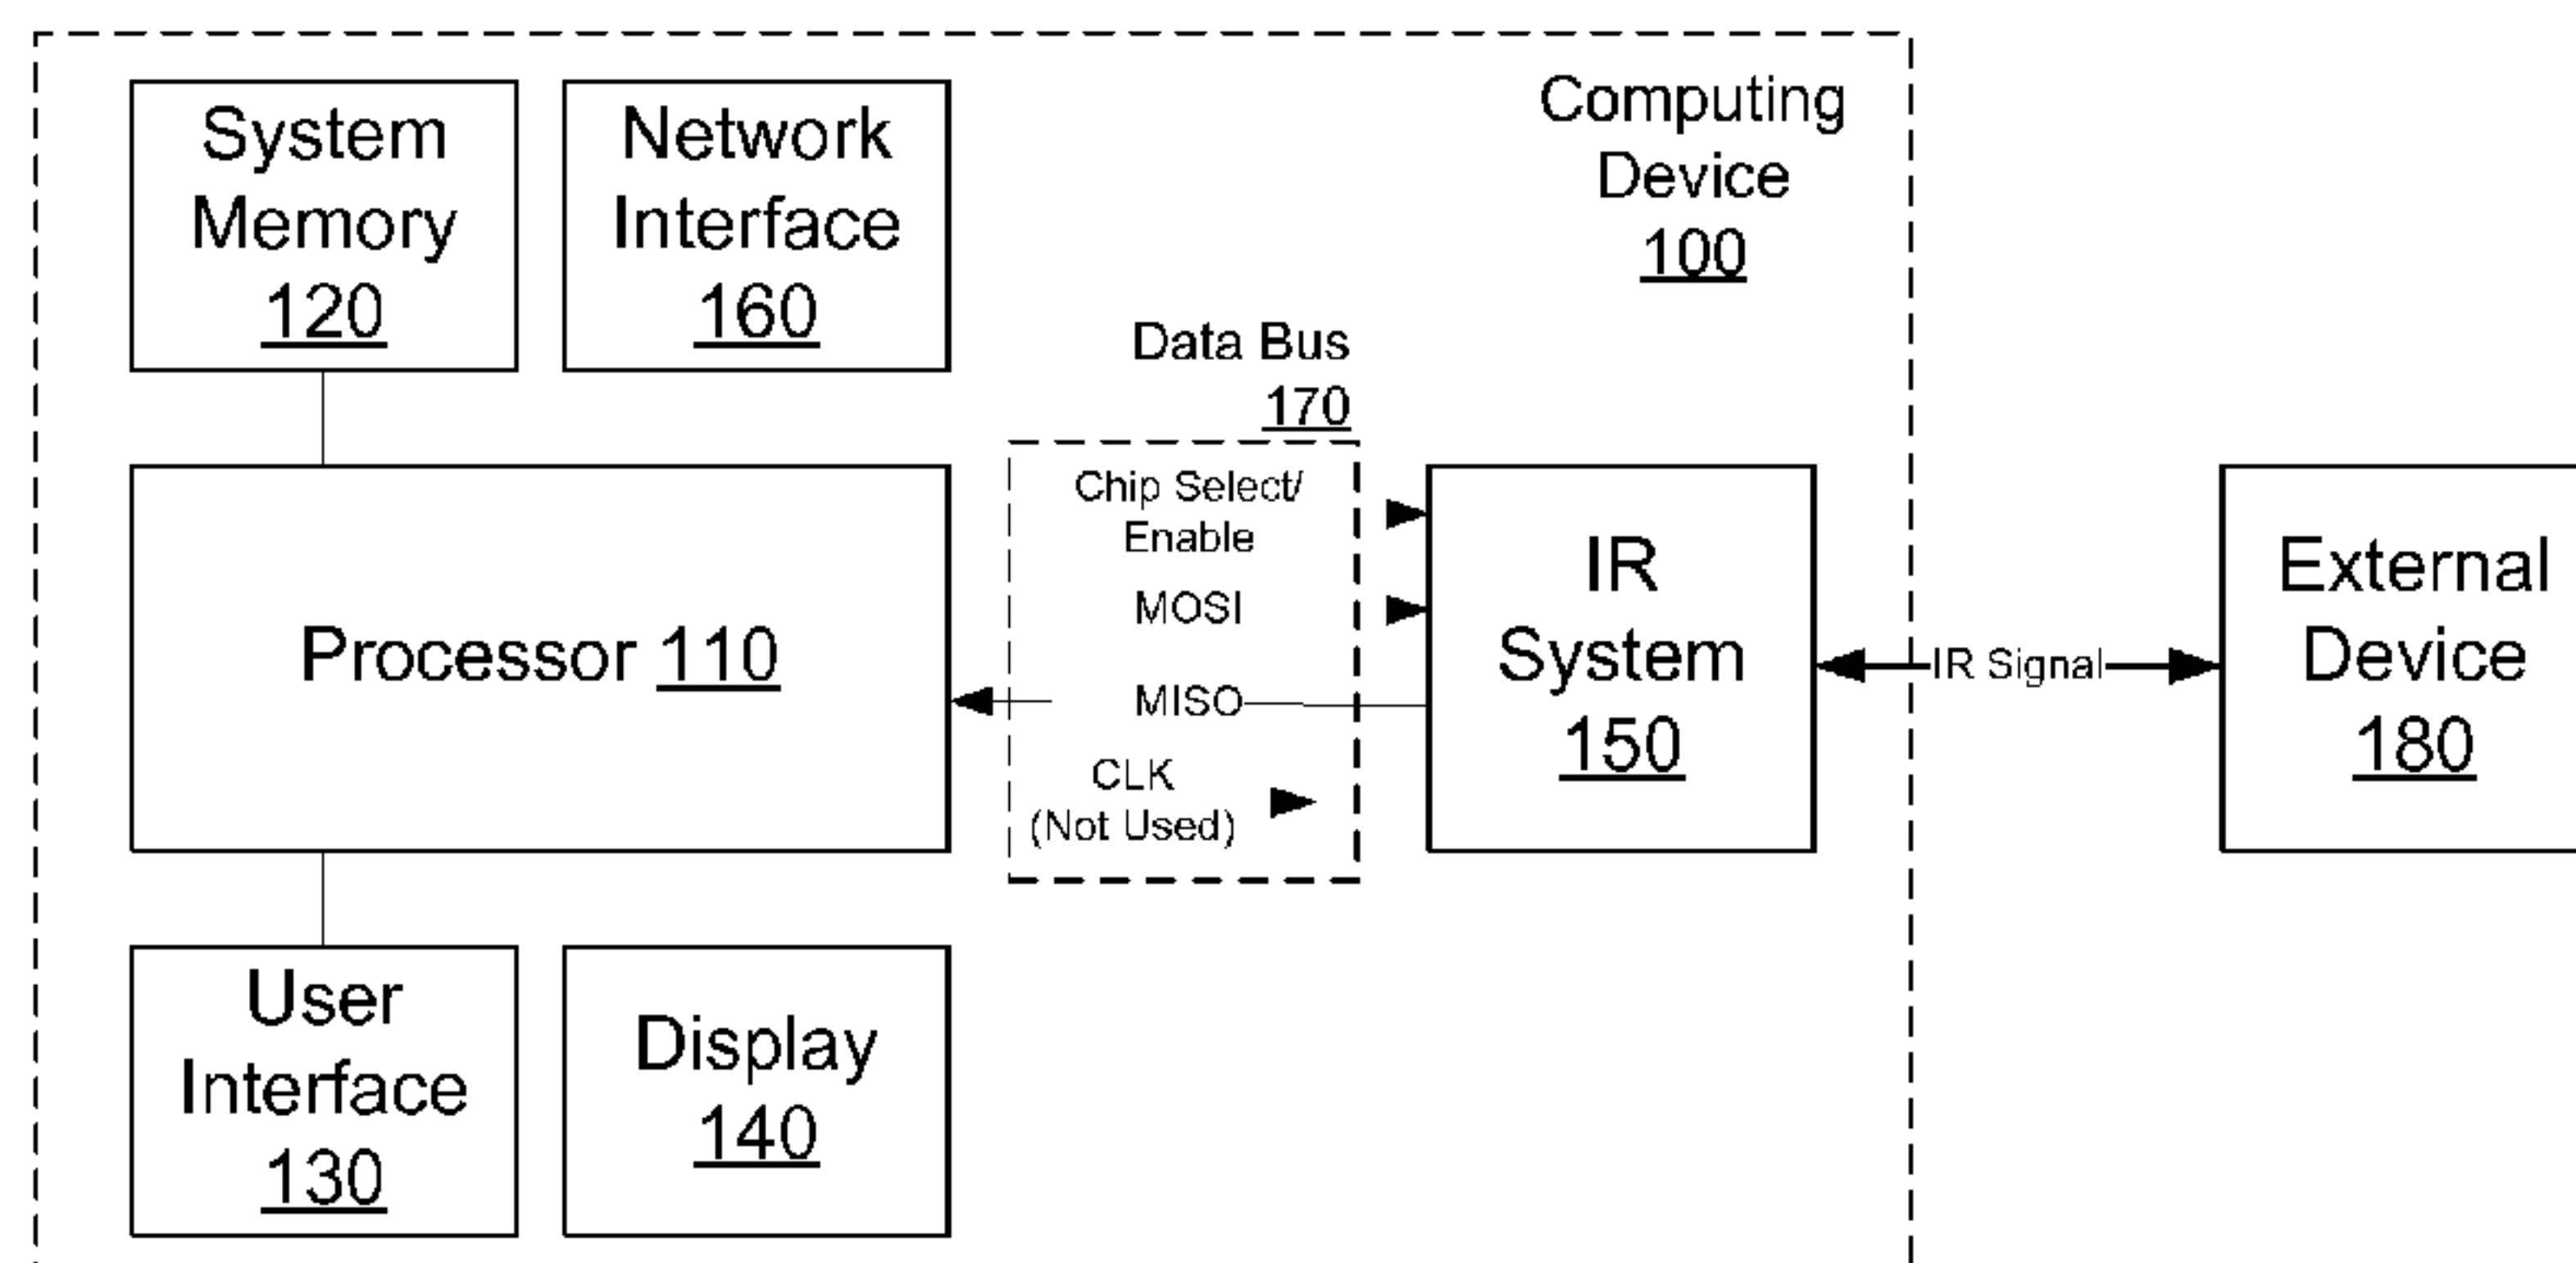 System
Memory
120
Network
Interface
160
Computing
Device
100
Data Bus
170
Processor 110
Chip Select/
Enable
MOSI
MISO
CLK
(Not Used)
IR
System
150
IR Signal
External
Device
180
User
Interface
130
Display
140